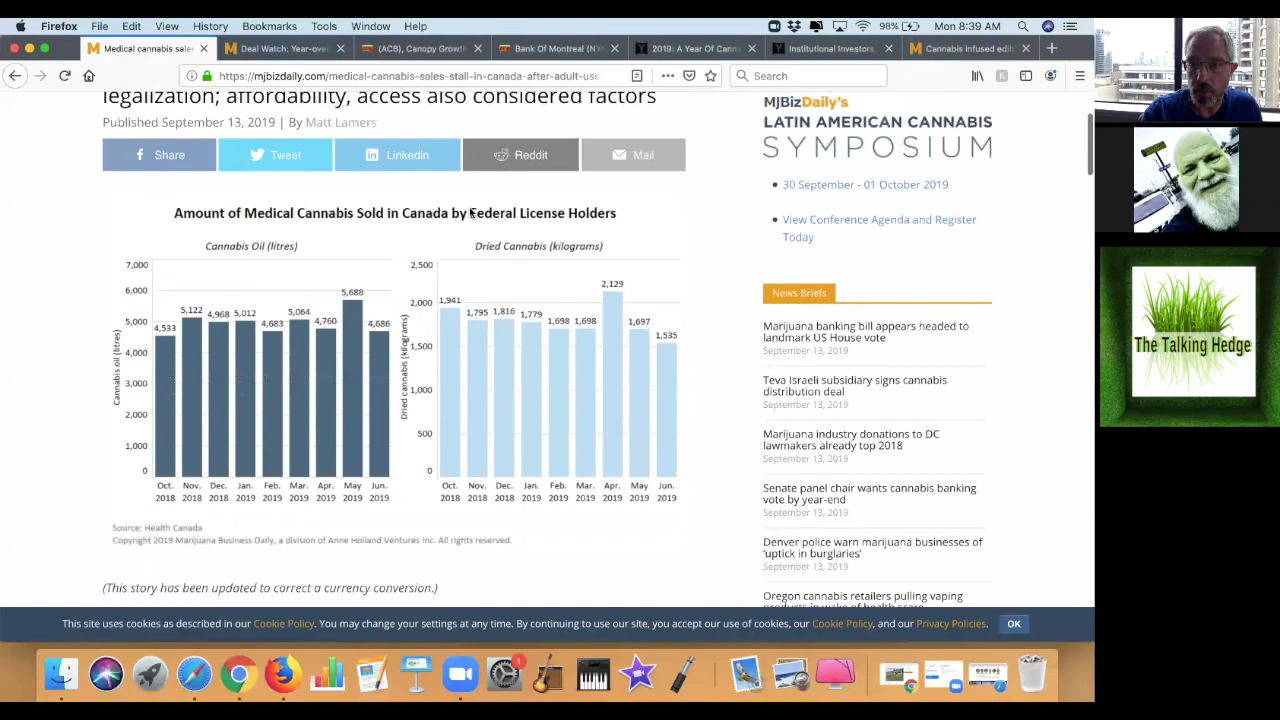 Firefox File Edit View History Bookmarks Tools Window Help
98% Mon 8:39 AM
Medical cannabis sale
Deal Watch: Year-over
(ACB), Canopy Growt
Bank Of Montreal (NY
2019: A Year Of Canna
Institutional Investors
Cannabis infused edib
https://mjbizdaily.com/medical-cannabis-sales-stall-in-canada-after-adult-use
Search
legalization; affordability, access also considered factors
Published September 13, 2019 | By Matt Lamers
Share
Tweet
Linkedin
Reddit
Mail
Amount of Medical Cannabis Sold in Canada by Federal License Holders
Cannabis Oil (litres)
Cannabis oil (litres)
7,000
6,000
5,000
4,000
3,000
2,000
1,000
0
4,533 5,122 4,968 5,012 4,683 5,064 4,760 5,688 4,686
Oct. Nov. Dec. Jan. Feb. Mar. Apr. May Jun.
2018 2018 2018 2019 2019 2019 2019 2019 2019
Dried Cannabis (kilograms)
Dried cannabis (kilograms)
2,500
2,000
1,500
1,000
500
0
1,941 1,795 1,816 1,779 1,698 1,698 2,129 1,697 1,535
Oct. Nov. Dec. Jan. Feb. Mar. Apr. May Jun.
2018 2018 2018 2019 2019 2019 2019 2019 2019
Source: Health Canada
Copyright 2019 Marijuana Business Daily, a division of Anne Holland Ventures Inc. All rights reserved.
(This story has been updated to correct a currency conversion.)
MJBizDaily's
LATIN AMERICAN CANNABIS
SYMPOSIUM
30 September - 01 October 2019
View Conference Agenda and Register
Today
News Briefs
Marijuana banking bill appears headed to
landmark US House vote
September 13, 2019
Teva Israeli subsidiary signs cannabis
distribution deal
September 13, 2019
Marijuana industry donations to DC
lawmakers already top 2018
September 13, 2019
Senate panel chair wants cannabis banking
vote by year-end
September 13, 2019
Denver police warn marijuana businesses of
'uptick in burglaries'
September 13, 2019
Oregon cannabis retailers pulling vaping
products in wake of health scare
This site uses cookies as described in our Cookie Policy. You may change your settings at any time. By continuing to use our site, you accept our use of cookies, our Cookie Policy, and our Privacy Policies.
OK
1
The Talking Hedge